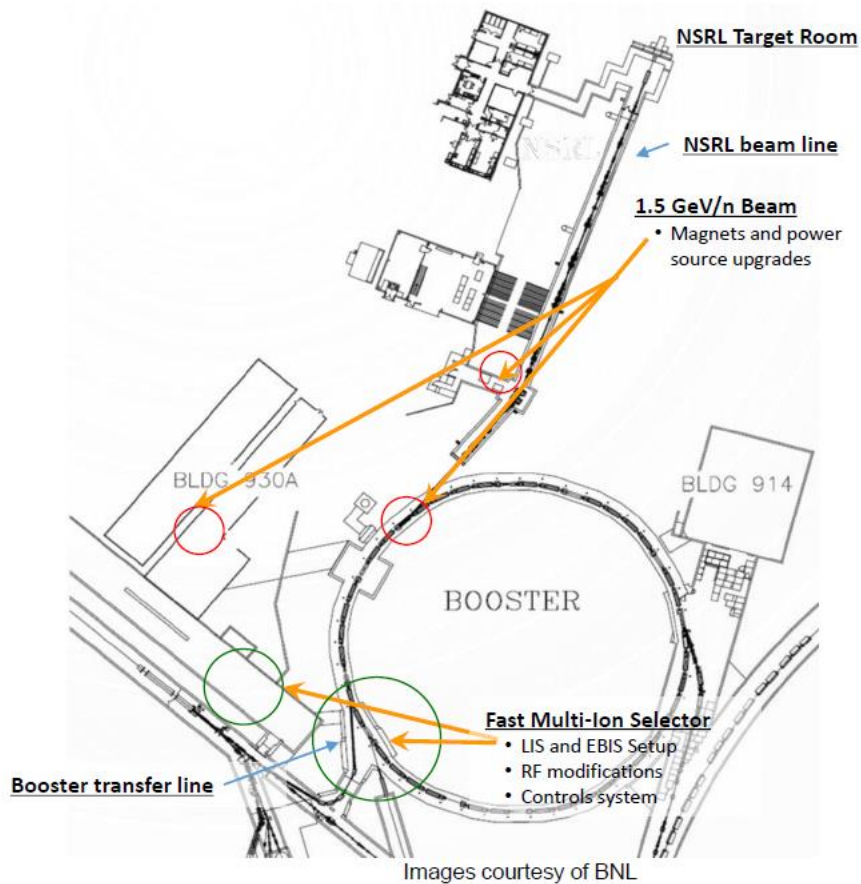 NSRL Target Room
NSRL
NSRL beam line
1.5 GeV/n Beam
• Magnets and power
source upgrades
BLDG 930A
BLDG 914
BOOSTER
Fast Multi-Ion Selector
• LIS and EBIS Setup
• RF modifications
• Controls system
Booster transfer line
Images courtesy of BNL